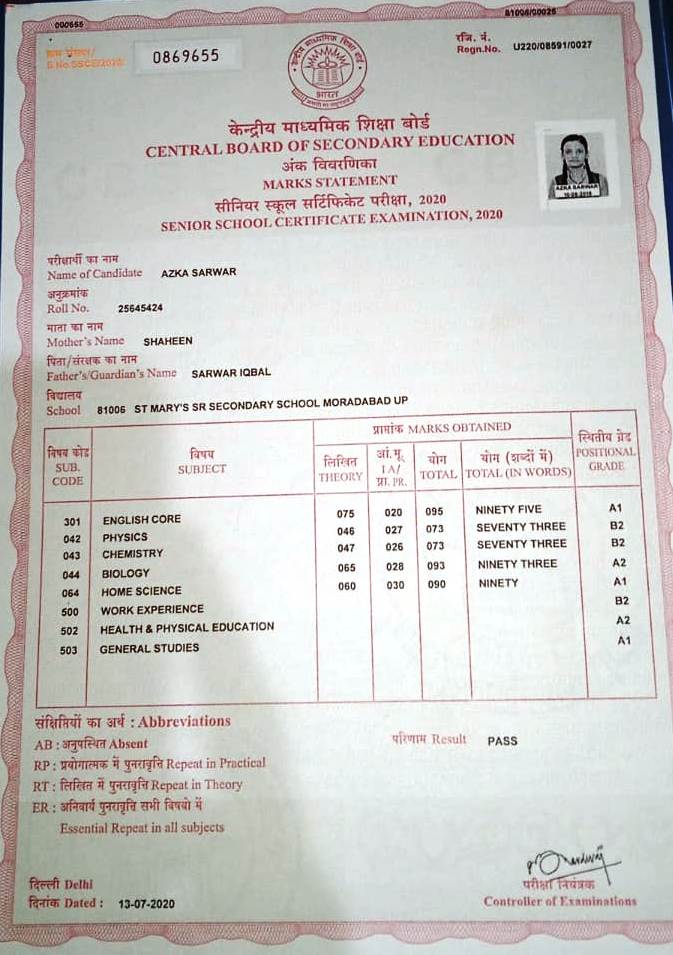 000655
81006/00025
क्रम संख्या/
S.No.SSCE/2020/
0869655
रजि. नं.
Regn.No. U220/08591/0027
केन्द्रीय माध्यमिक शिक्षा बोर्ड
भारत
केन्द्रीय माध्यमिक शिक्षा बोर्ड
CENTRAL BOARD OF SECONDARY EDUCATION
अंक विवरणिका
MARKS STATEMENT
सीनियर स्कूल सर्टिफिकेट परीक्षा, 2020
SENIOR SCHOOL CERTIFICATE EXAMINATION, 2020
AZKA SARWAR
परीक्षार्थी का नाम
Name of Candidate AZKA SARWAR
अनुक्रमांक
Roll No. 25645424
माता का नाम
Mother's Name SHAHEEN
पिता/संरक्षक का नाम
Father's/Guardian's Name SARWAR IQBAL
विद्यालय
School 81006 ST MARY'S SR SECONDARY SCHOOL MORADABAD UP
विषय कोड SUB. CODE
विषय SUBJECT
प्राप्तांक MARKS OBTAINED
लिखित THEORY
आं.मू. IA/ प्रा. PR.
योग TOTAL
योग (शब्दों में) TOTAL (IN WORDS)
स्थितीय ग्रेड POSITIONAL GRADE
301 ENGLISH CORE 075 020 095 NINETY FIVE A1
042 PHYSICS 046 027 073 SEVENTY THREE B2
043 CHEMISTRY 047 026 073 SEVENTY THREE B2
044 BIOLOGY 065 028 093 NINETY THREE A2
064 HOME SCIENCE 060 030 090 NINETY A1
500 WORK EXPERIENCE B2
502 HEALTH & PHYSICAL EDUCATION A2
503 GENERAL STUDIES A1
संक्षिप्तियों का अर्थ : Abbreviations
AB : अनुपस्थित Absent
परिणाम Result PASS
RP : प्रयोगात्मक में पुनरावृत्ति Repeat in Practical
RT : लिखित में पुनरावृत्ति Repeat in Theory
ER : अनिवार्य पुनरावृत्ति सभी विषयो में
Essential Repeat in all subjects
दिल्ली Delhi
दिनांक Dated : 13-07-2020
परीक्षा नियंत्रक
Controller of Examinations